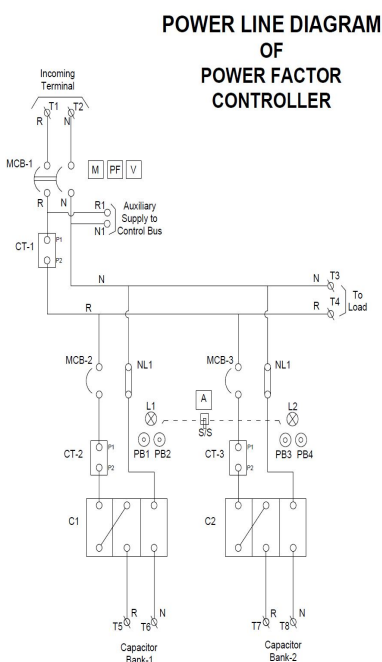 POWER LINE DIAGRAM
OF
POWER FACTOR
CONTROLLER
Incoming
Terminal
T1 T2
R N
MCB-1
M PF V
R N
R1
N1
Auxiliary
Supply to
Control Bus
CT-1
P1
P2
N
N T3
R
R T4
To
Load
MCB-2
NL1
MCB-3
NL1
L1
A
L2
S/S
PB1 PB2
PB3 PB4
CT-2
P1
P2
CT-3
P1
P2
C1
C2
R N
T5 T6
R N
T7 T8
Capacitor
Bank-1
Capacitor
Bank-2